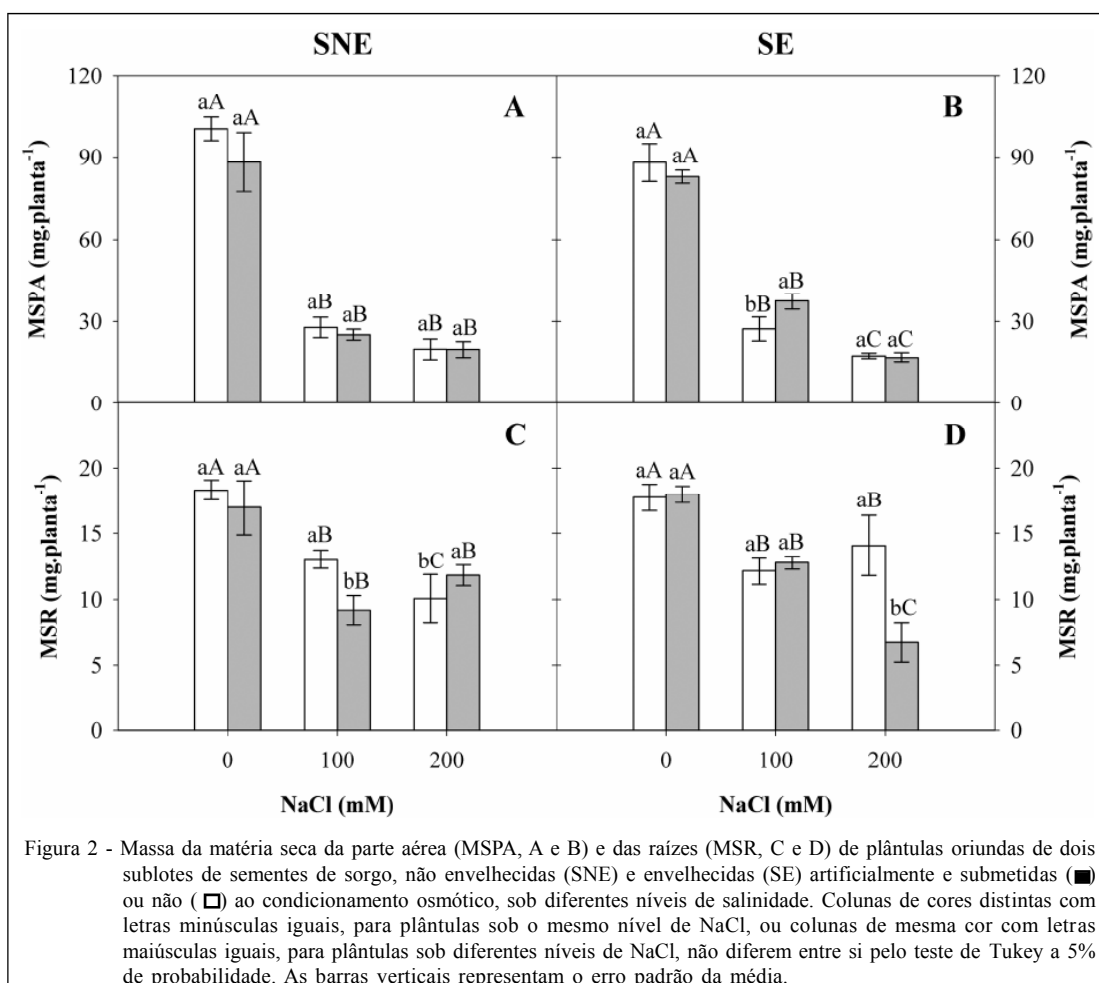 SNE SE
120 120
A B
aA aA aA aA
90 90
MSPA (mg.planta-1) MSPA (mg.planta-1)
60 60
aB aB aB aB bB aB aC aC
30 30
0 0
C D
20 20
aA aA aA aA
aB bB bC aB aB aB aB bC
15 15
MSR (mg.planta-1) MSR (mg.planta-1)
10 10
5 5
0 0
0 100 200 0 100 200
NaCl (mM) NaCl (mM)
Figura 2 - Massa da matéria seca da parte aérea (MSPA, A e B) e das raízes (MSR, C e D) de plântulas oriundas de dois
sublotes de sementes de sorgo, não envelhecidas (SNE) e envelhecidas (SE) artificialmente e submetidas (■)
ou não (□) ao condicionamento osmótico, sob diferentes níveis de salinidade. Colunas de cores distintas com
letras minúsculas iguais, para plântulas sob o mesmo nível de NaCl, ou colunas de mesma cor com letras
maiúsculas iguais, para plântulas sob diferentes níveis de NaCl, não diferem entre si pelo teste de Tukey a 5%
de probabilidade. As barras verticais representam o erro padrão da média.